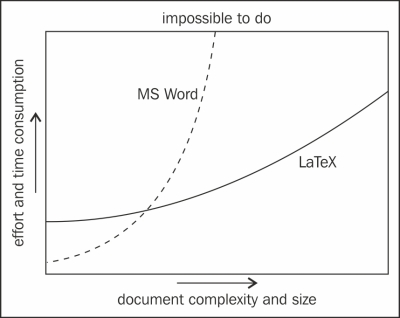 impossible to do
MS Word
LaTeX
effort and time consumption
document complexity and size